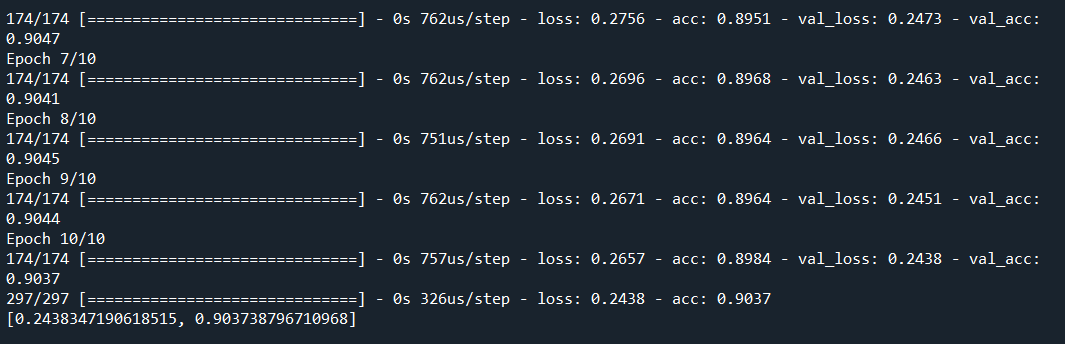 174/174 [==============================] - 0s 762us/step - loss: 0.2756 - acc: 0.8951 - val_loss: 0.2473 - val_acc:
0.9047
Epoch 7/10
174/174 [==============================] - 0s 762us/step - loss: 0.2696 - acc: 0.8968 - val_loss: 0.2463 - val_acc:
0.9041
Epoch 8/10
174/174 [==============================] - 0s 751us/step - loss: 0.2691 - acc: 0.8964 - val_loss: 0.2466 - val_acc:
0.9045
Epoch 9/10
174/174 [==============================] - 0s 762us/step - loss: 0.2671 - acc: 0.8964 - val_loss: 0.2451 - val_acc:
0.9044
Epoch 10/10
174/174 [==============================] - 0s 757us/step - loss: 0.2657 - acc: 0.8984 - val_loss: 0.2438 - val_acc:
0.9037
297/297 [==============================] - 0s 326us/step - loss: 0.2438 - acc: 0.9037
[0.2438347190618515, 0.903738796710968]